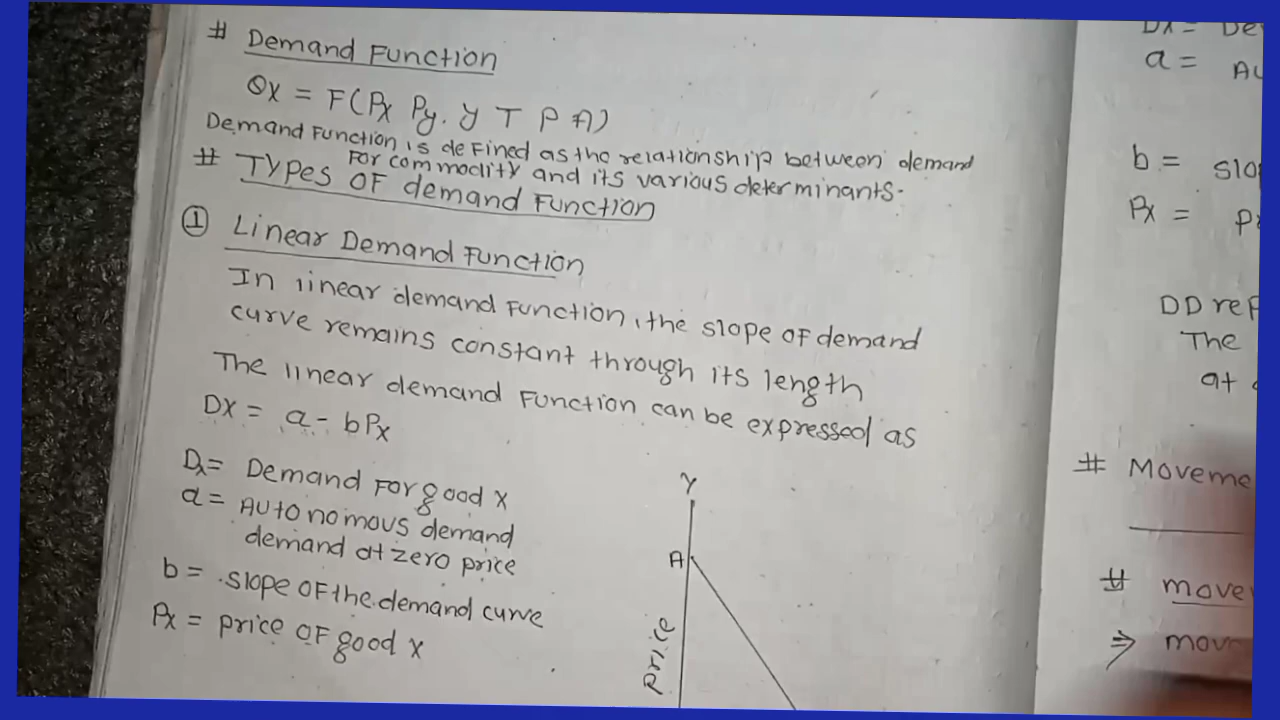 # Demand Function
Qx = F(Px Py. Y T P A)
Demand Function is defined as the relationship between demand
For commodity and its various determinants.
# Types of demand Function
① Linear Demand Function
In linear demand Function, the slope of demand
curve remains constant through its length
The linear demand Function can be expressed as
Dx = a - bPx
Dx = Demand For good x
a = Autonomous demand
demand at zero price
b = slope of the demand curve
Px = price of good x
Y
A
price
Dx =
a =
b =
Px =
DD
The
at
#
#
⇒